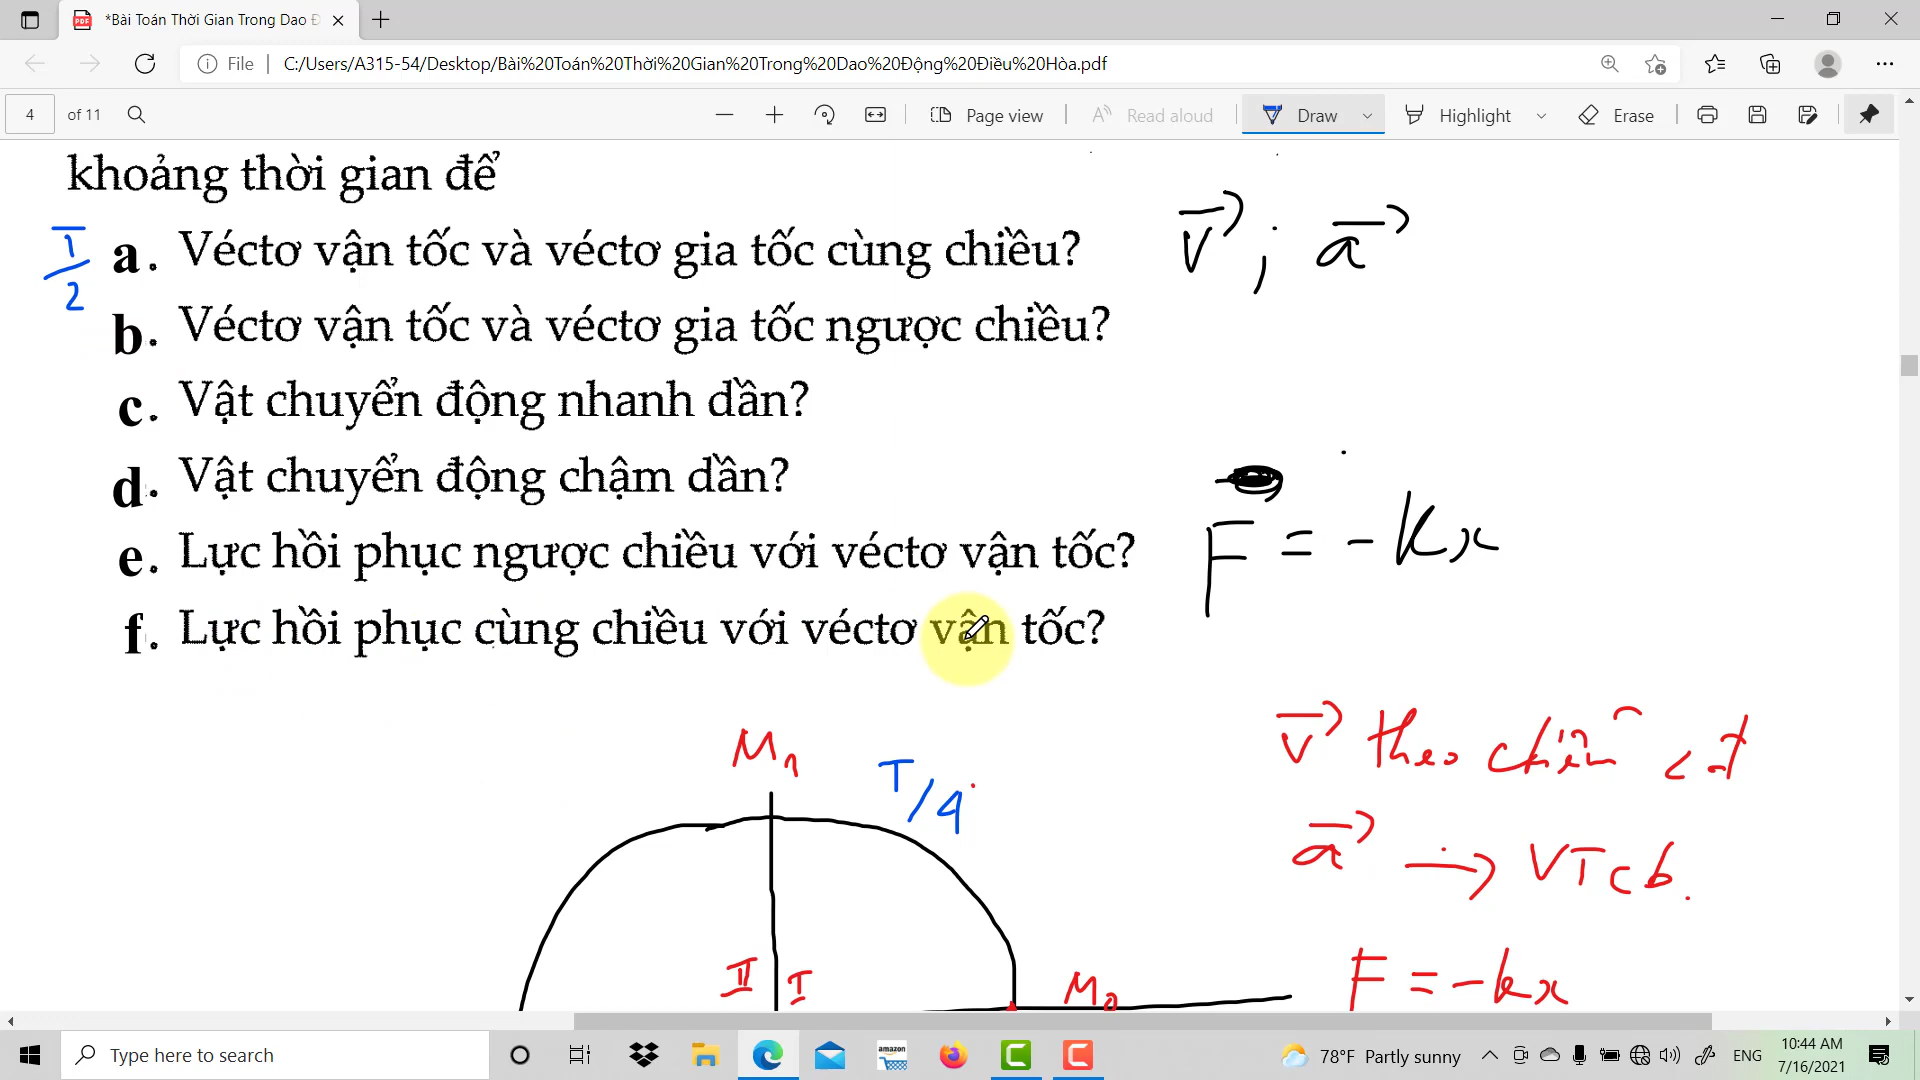 *Bài Toán Thời Gian Trong Dao Đ
File C:/Users/A315-54/Desktop/Bài%20Toán%20Thời%20Gian%20Trong%20Dao%20Động%20Điều%20Hòa.pdf
4 of 11 Page view Read aloud Draw Highlight Erase
khoảng thời gian để
a. Véctơ vận tốc và véctơ gia tốc cùng chiều?
T/2
v ; a
b. Véctơ vận tốc và véctơ gia tốc ngược chiều?
c. Vật chuyển động nhanh dần?
d. Vật chuyển động chậm dần?
e. Lực hồi phục ngược chiều với véctơ vận tốc?
F = -kx
f. Lực hồi phục cùng chiều với véctơ vận tốc?
v theo chiều cđ
M1
T/4
a → VTcb.
II I M0
F = -kx
Type here to search
amazon
78°F Partly sunny ENG
10:44 AM
7/16/2021